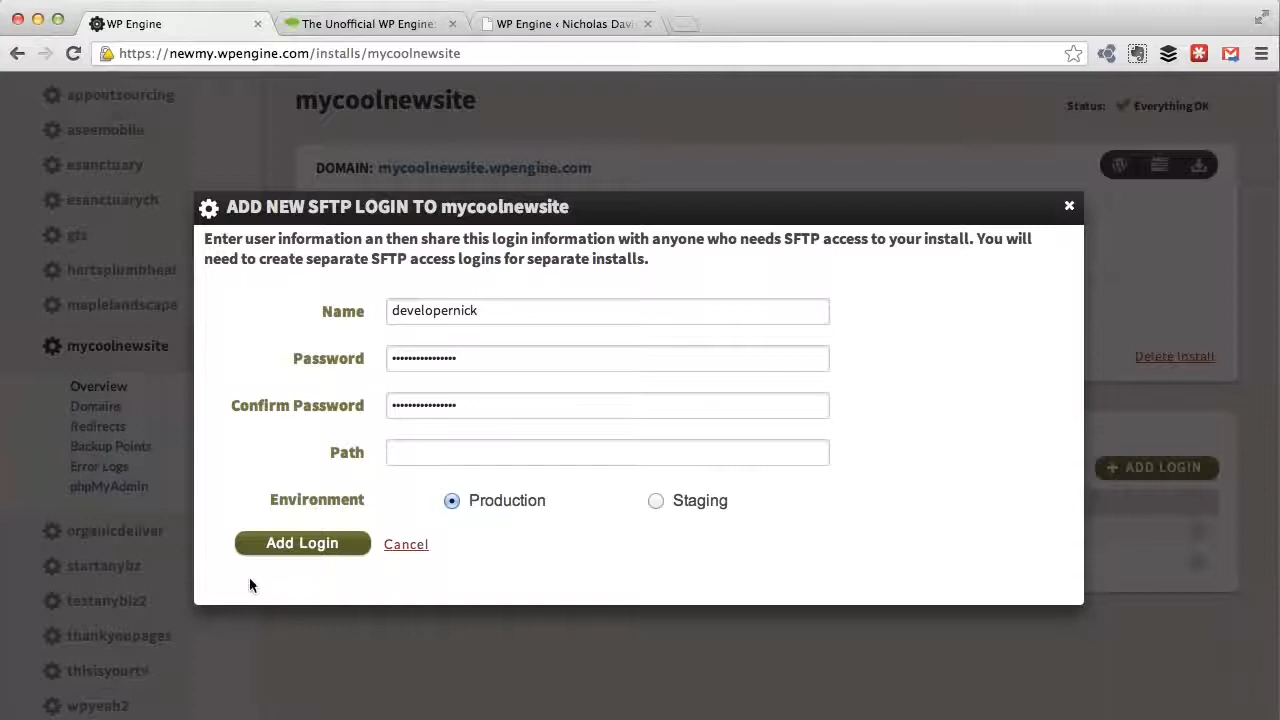 WP Engine
The Unofficial WP Engine
WP Engine ‹ Nicholas Davi
https://newmy.wpengine.com/installs/mycoolnewsite
appoutsourcing
aseemobile
esanctuary
esanctuarych
gtz
hartsplumbheat
maplelandscape
mycoolnewsite
Overview
Domains
Redirects
Backup Points
Error Logs
phpMyAdmin
organicdeliver
startanybz
testanybiz2
thankyoupages
thisisyourtv
wpyeah2
mycoolnewsite
Status: Everything OK
DOMAIN: mycoolnewsite.wpengine.com
ADD NEW SFTP LOGIN TO mycoolnewsite
Enter user information an then share this login information with anyone who needs SFTP access to your install. You will
need to create separate SFTP access logins for separate installs.
Name developernick
Password ••••••••••••••••
Confirm Password ••••••••••••••••
Path
Environment Production Staging
Add Login Cancel
Delete Install
+ ADD LOGIN